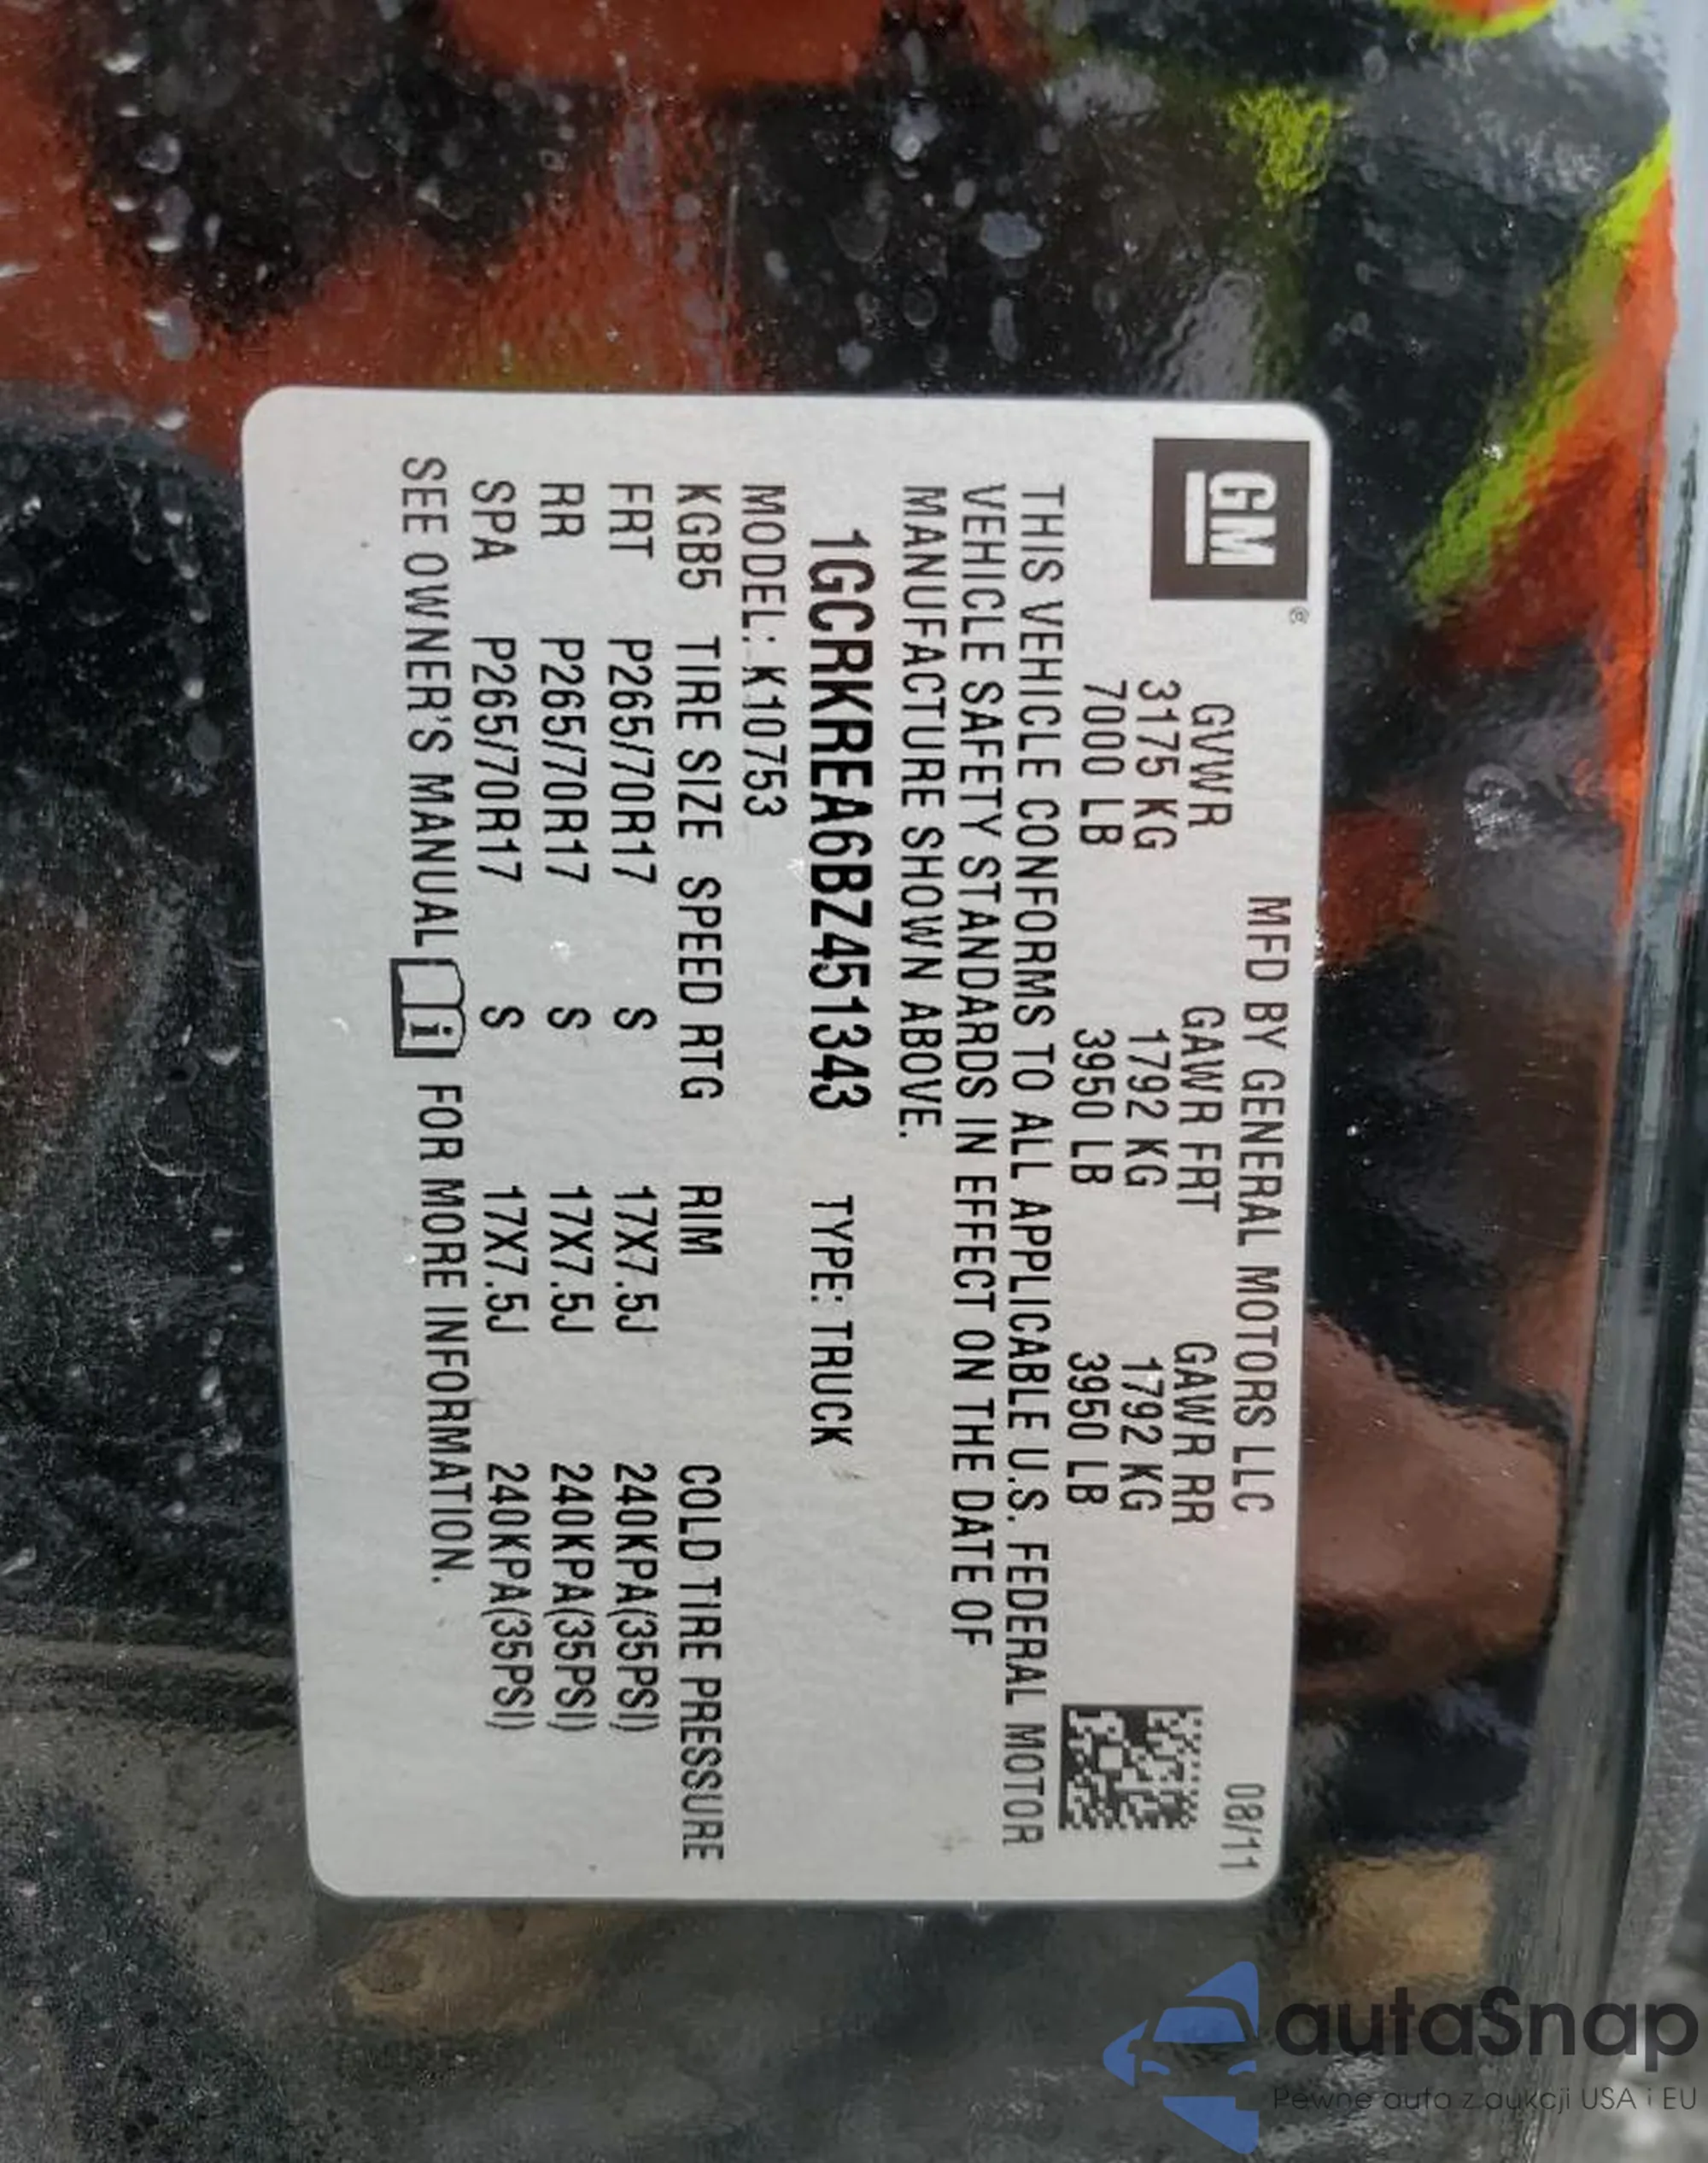 GM®
MFD BY GENERAL MOTORS LLC
08/11
GVWR GAWR FRT GAWR RR
3175 KG 1792 KG 1792 KG
7000 LB 3950 LB 3950 LB
THIS VEHICLE CONFORMS TO ALL APPLICABLE U.S. FEDERAL MOTOR
VEHICLE SAFETY STANDARDS IN EFFECT ON THE DATE OF
MANUFACTURE SHOWN ABOVE.
1GCRKREA6BZ451343 TYPE: TRUCK
MODEL: K10753
KGB5 TIRE SIZE SPEED RTG RIM COLD TIRE PRESSURE
FRT P265/70R17 S 17X7.5J 240KPA(35PSI)
RR P265/70R17 S 17X7.5J 240KPA(35PSI)
SPA P265/70R17 S 17X7.5J 240KPA(35PSI)
SEE OWNER'S MANUAL i FOR MORE INFORMATION.
autaSnap
Pewne auto z aukcji USA i EU